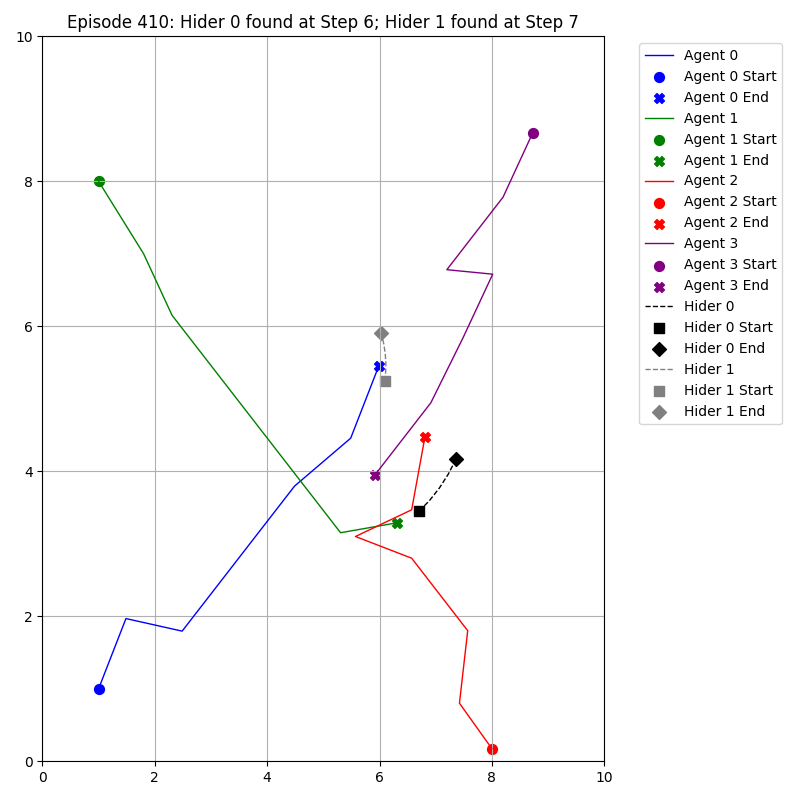 Episode 410: Hider 0 found at Step 6; Hider 1 found at Step 7
10
8
6
4
2
0
0 2 4 6 8 10
Agent 0
Agent 0 Start
Agent 0 End
Agent 1
Agent 1 Start
Agent 1 End
Agent 2
Agent 2 Start
Agent 2 End
Agent 3
Agent 3 Start
Agent 3 End
Hider 0
Hider 0 Start
Hider 0 End
Hider 1
Hider 1 Start
Hider 1 End